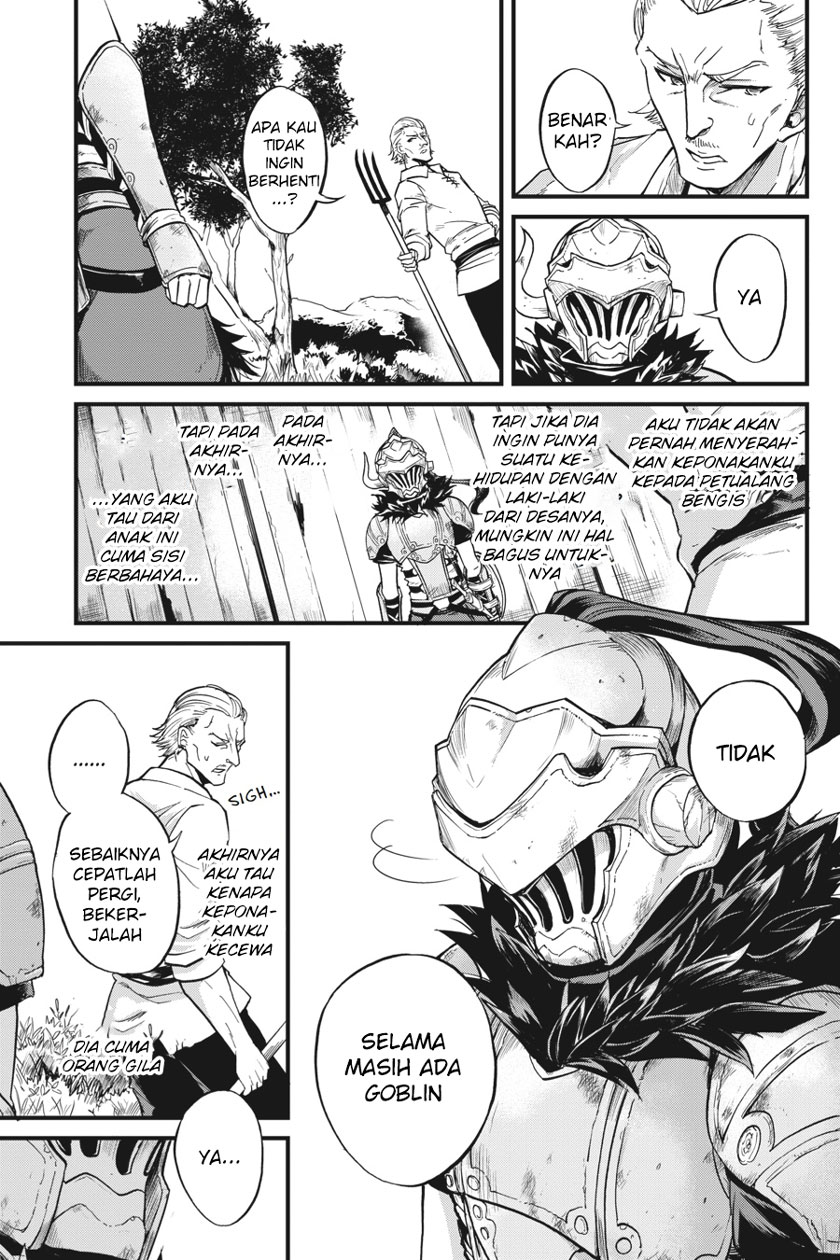 BENAR
KAH?
APA KAU
TIDAK
INGIN
BERHENTI
...?
YA
AKU TIDAK AKAN
PERNAH MENYERAH-
KAN KEPONAKANKU
KEPADA PETUALANG
BENGIS
TAPI JIKA DIA
INGIN PUNYA
SUATU KE-
HIDUPAN DENGAN
LAKI-LAKI
DARI DESANYA,
MUNGKIN INI HAL
BAGUS UNTUK-
NYA
PADA
AKHIR-
NYA...
TAPI PADA
AKHIR-
NYA...
...YANG AKU
TAU DARI
ANAK INI
CUMA SISI
BERBAHAYA...
TIDAK
SELAMA
MASIH ADA
GOBLIN
SIGH...
......
AKHIRNYA
AKU TAU
KENAPA
KEPONA-
KANKU
KECEWA
SEBAIKNYA
CEPATLAH
PERGI,
BEKER-
JALAH
DIA CUMA
ORANG GILA
YA...